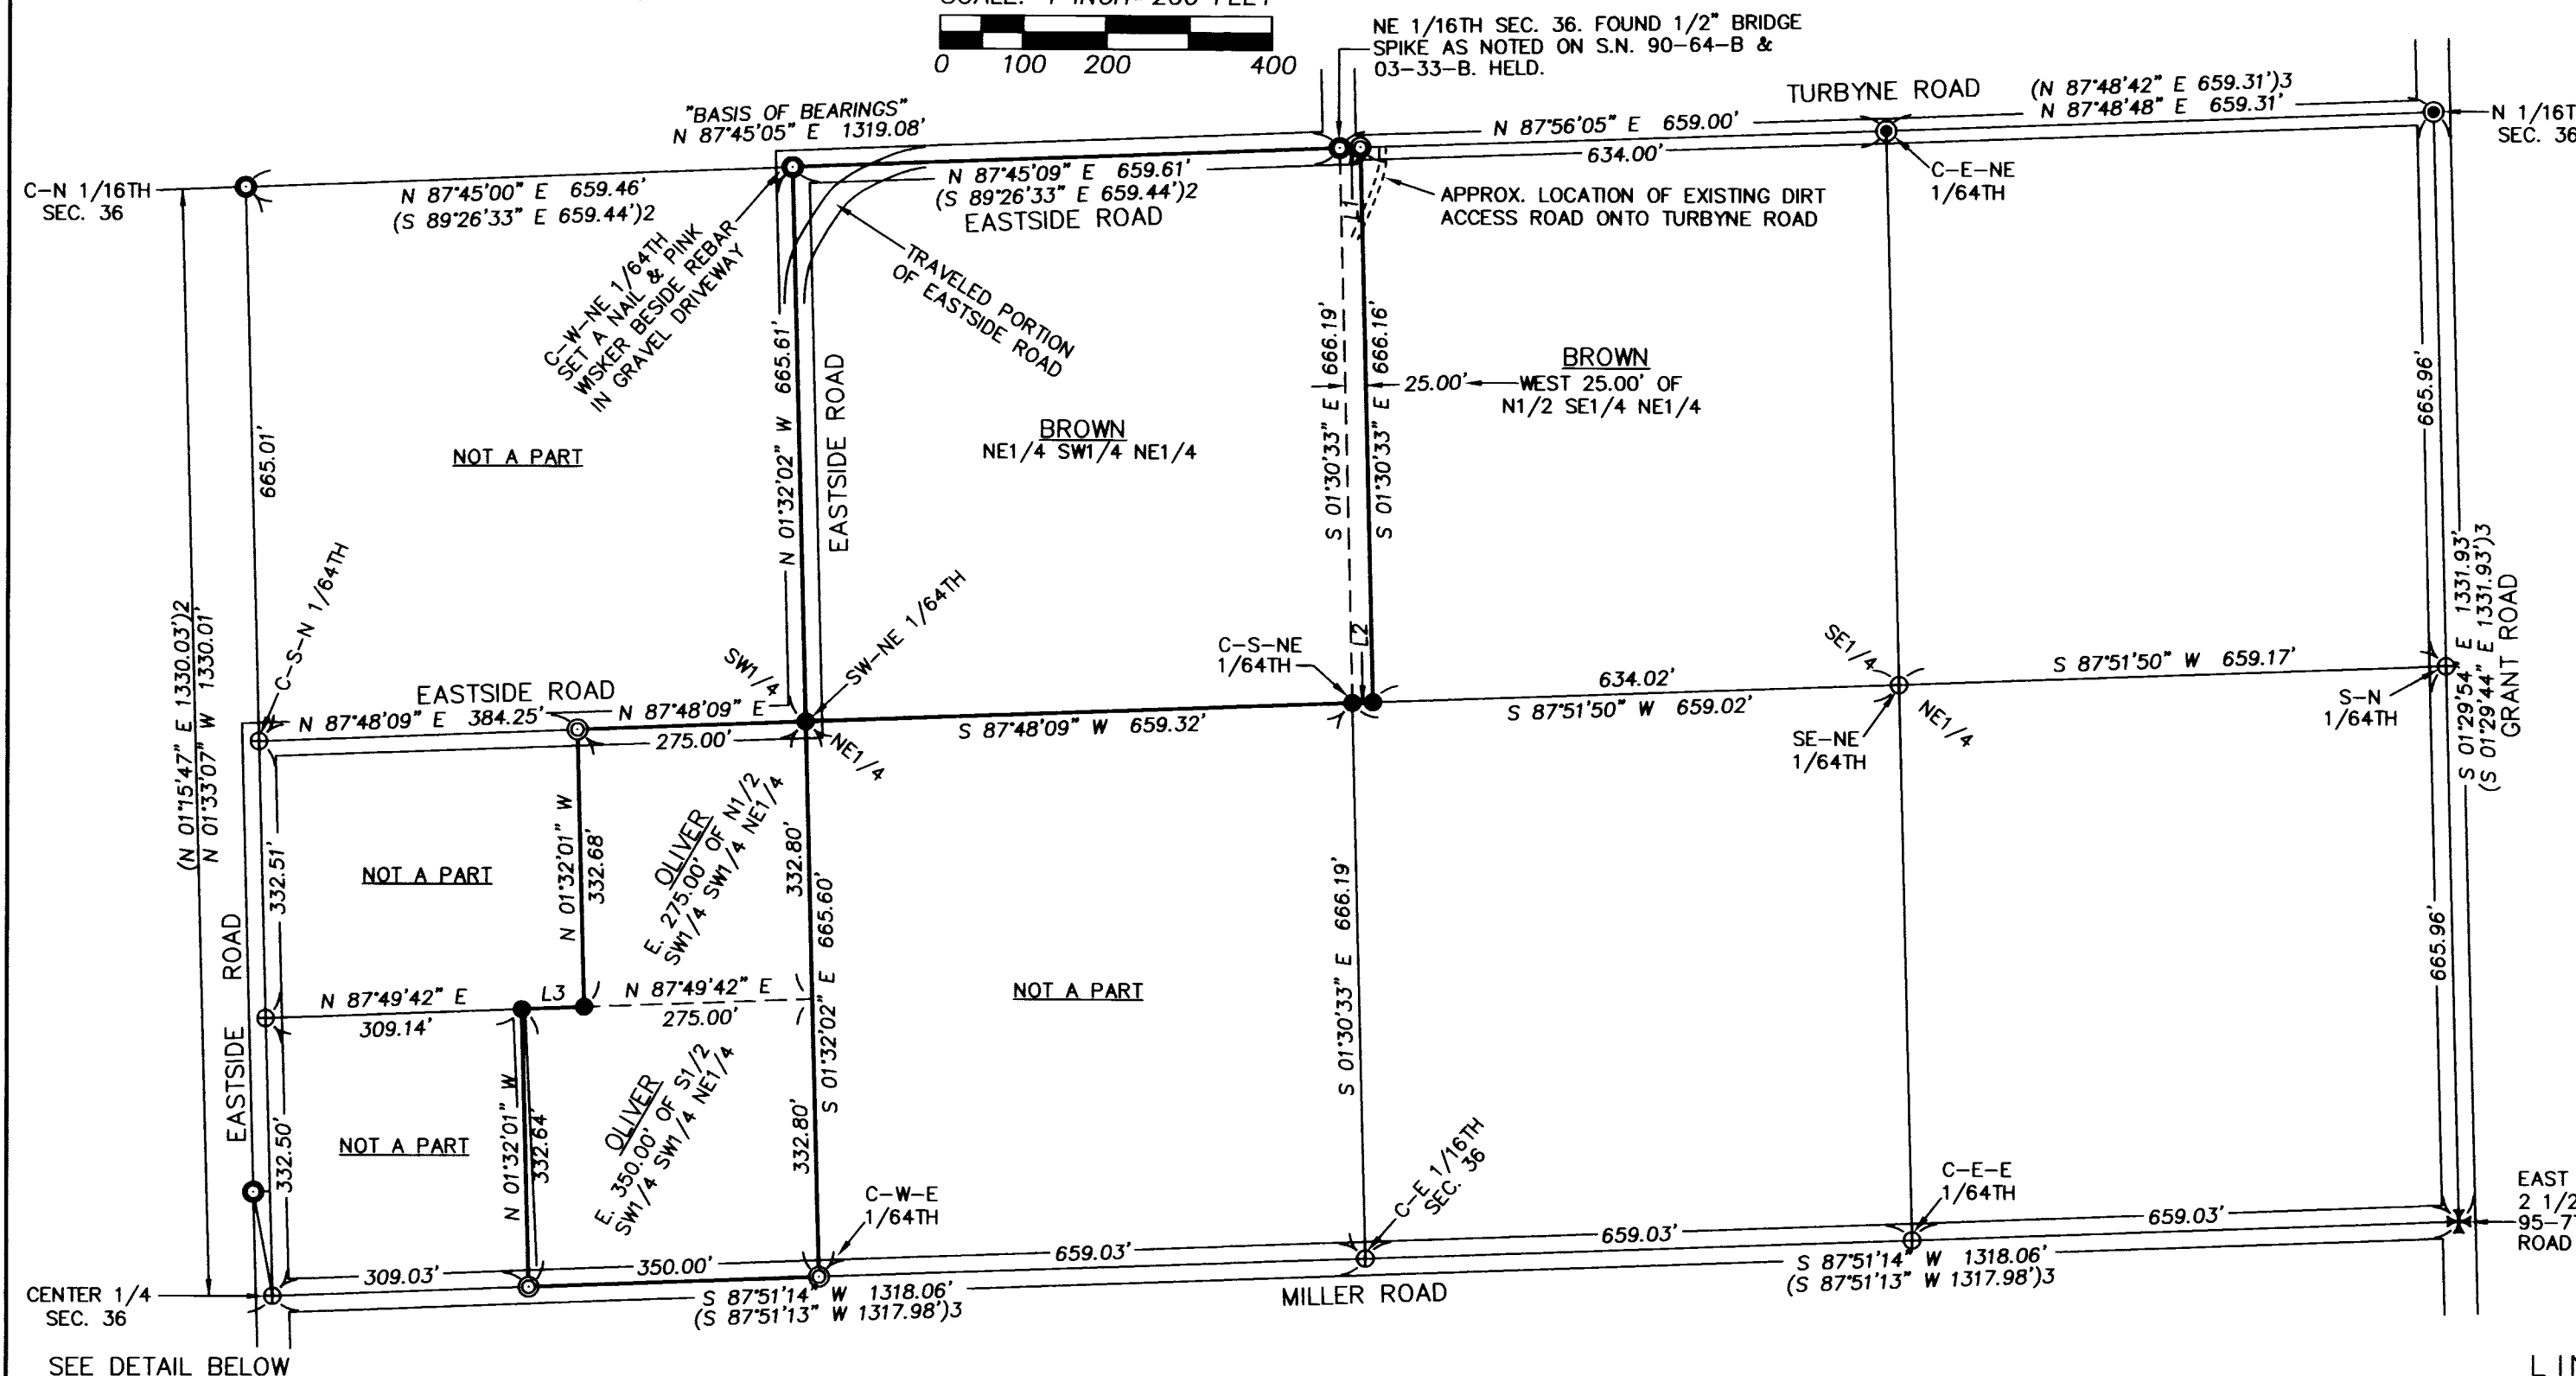 0 100 200 400
NE 1/16TH SEC. 36. FOUND 1/2" BRIDGE
SPIKE AS NOTED ON S.N. 90-64-B &
03-33-B. HELD.
TURBYNE ROAD
(N 87°48'42" E 659.31')3
N 87°48'48" E 659.31'
"BASIS OF BEARINGS"
N 87°45'05" E 1319.08'
N 87°56'05" E 659.00'
634.00'
N 1/16T
SEC. 36
C-E-NE
1/64TH
C-N 1/16TH
SEC. 36
N 87°45'00" E 659.46'
(S 89°26'33" E 659.44')2
N 87°45'09" E 659.61'
(S 89°26'33" E 659.44')2
EASTSIDE ROAD
L1
APPROX. LOCATION OF EXISTING DIRT
ACCESS ROAD ONTO TURBYNE ROAD
C-W-NE 1/64TH
SET A NAIL & PINK
WISKER BESIDE REBAR
IN GRAVEL DRIVEWAY
TRAVELED PORTION
OF EASTSIDE ROAD
665.01'
NOT A PART
N 01°32'02" W 665.61'
EASTSIDE ROAD
BROWN
NE1/4 SW1/4 NE1/4
S 01°30'33" E 666.19'
S 01°30'33" E 666.16'
25.00'
BROWN
WEST 25.00' OF
N1/2 SE1/4 NE1/4
665.96'
S 01°29'54" E 1331.93'
(S 01°29'44" E 1331.93')3
GRANT ROAD
(N 01°15'47" E 1330.03')2
N 01°33'07" W 1330.01'
C-S-N 1/64TH
SW1/4
SW-NE 1/64TH
C-S-NE
1/64TH
L2
SE1/4
EASTSIDE ROAD
N 87°48'09" E 384.25'
N 87°48'09" E
275.00'
NE1/4
S 87°48'09" W 659.32'
634.02'
S 87°51'50" W 659.02'
SE-NE
1/64TH
NE1/4
S 87°51'50" W 659.17'
S-N
1/64TH
332.51'
NOT A PART
N 01°32'01" W
332.68'
OLIVER
E. 275.00' OF N1/2
SW1/4 SW1/4 NE1/4
332.80'
S 01°32'02" E 665.60'
NOT A PART
S 01°30'33" E 666.19'
665.96'
EASTSIDE ROAD
N 87°49'42" E
309.14'
L3
N 87°49'42" E
275.00'
332.50'
NOT A PART
N 01°32'01" W
332.64'
OLIVER
E. 350.00' OF S1/2
SW1/4 SW1/4 NE1/4
332.80'
C-W-E
1/64TH
C-E 1/16TH
SEC. 36
C-E-E
1/64TH
EAST
2 1/2
95-7
ROAD
CENTER 1/4
SEC. 36
309.03'
350.00'
659.03'
659.03'
659.03'
S 87°51'14" W 1318.06'
(S 87°51'13" W 1317.98')3
MILLER ROAD
S 87°51'14" W 1318.06'
(S 87°51'13" W 1317.98')3
SEE DETAIL BELOW
LIN